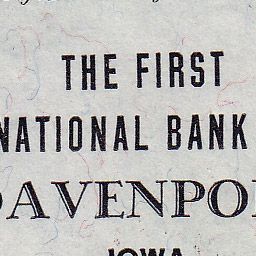 THE FIRST
NATIONAL BANK
DAVENPO
IOWA